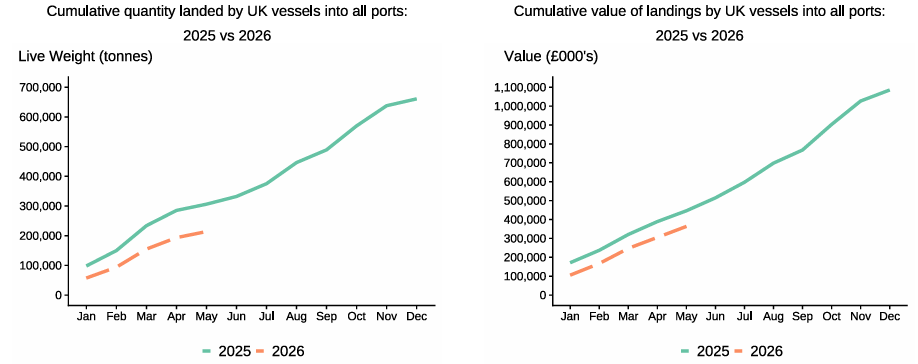 Cumulative quantity landed by UK vessels into all ports:
2025 vs 2026
Live Weight (tonnes)
700,000
600,000
500,000
400,000
300,000
200,000
100,000
0
Jan Feb Mar Apr May Jun Jul Aug Sep Oct Nov Dec
2025 2026
Cumulative value of landings by UK vessels into all ports:
2025 vs 2026
Value (£000's)
1,100,000
1,000,000
900,000
800,000
700,000
600,000
500,000
400,000
300,000
200,000
100,000
0
Jan Feb Mar Apr May Jun Jul Aug Sep Oct Nov Dec
2025 2026